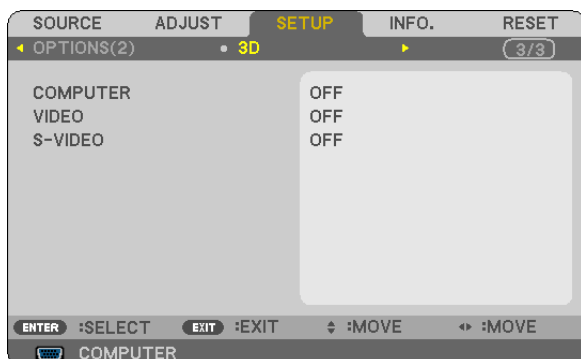 SOURCE ADJUST SETUP INFO. RESET
OPTIONS(2) 3D 3/3
COMPUTER OFF
VIDEO OFF
S-VIDEO OFF
ENTER :SELECT EXIT :EXIT :MOVE :MOVE
COMPUTER